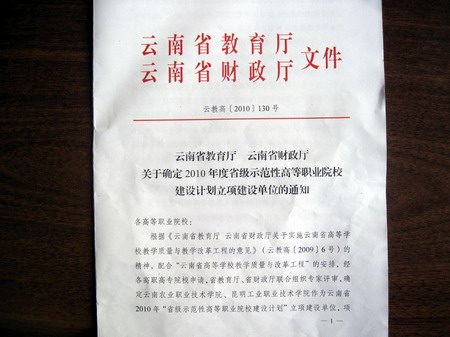 云南省教育厅
云南省财政厅文件
云教高〔2010〕130号
云南省教育厅 云南省财政厅
关于确定2010年度省级示范性高等职业院校
建设计划立项建设单位的通知
各高等职业院校：
根据《云南省教育厅 云南省财政厅关于实施云南省高等学
校教学质量与教学改革工程的意见》（云教高〔2009〕6号）的
精神，配合“云南省高等学校教学质量与改革工程”的安排，经
各高职高专院校申请，省教育厅、省财政厅联合组织专家评审，确
定云南农业职业技术学院、昆明工业职业技术学院作为云南省
2010年“省级示范性高等职业院校建设计划”立项建设单位，项
— 1 —